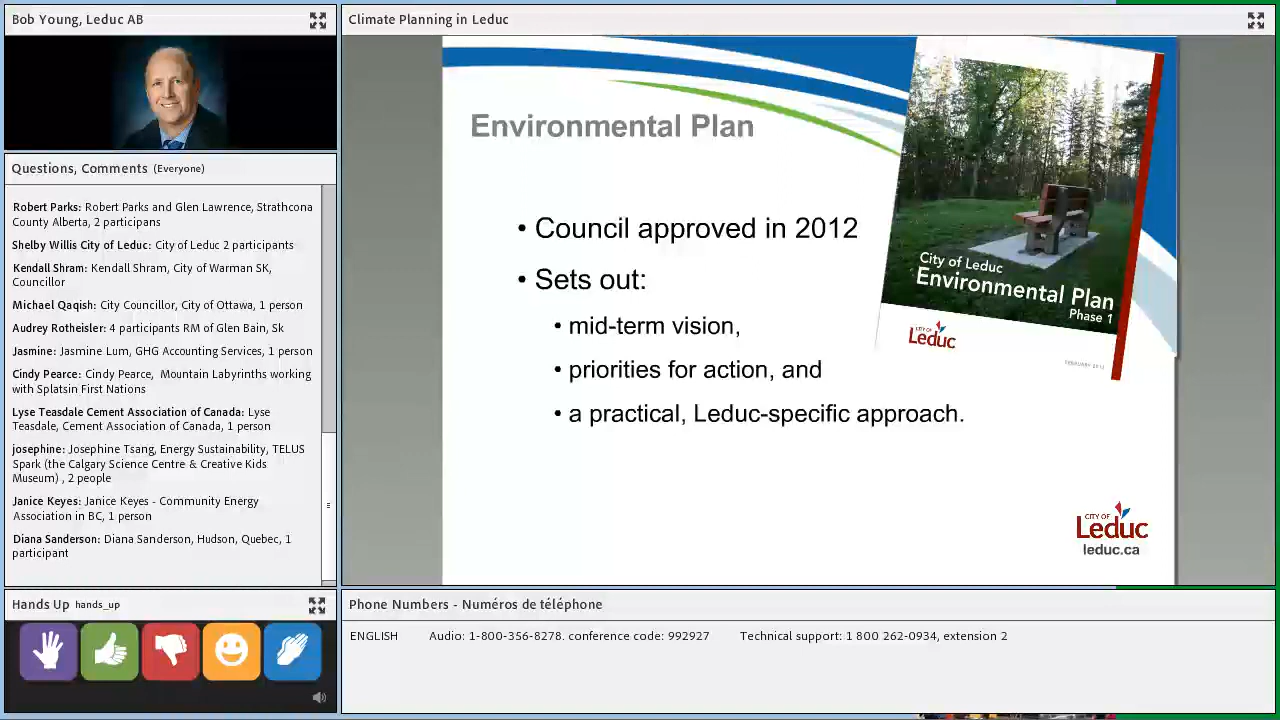 Bob Young, Leduc AB
Climate Planning in Leduc
Questions, Comments (Everyone)
Robert Parks: Robert Parks and Glen Lawrence, Strathcona
County Alberta, 2 participans
Shelby Willis City of Leduc: City of Leduc 2 participants
Kendall Shram: Kendall Shram, City of Warman SK,
Councillor
Michael Qaqish: City Councillor, City of Ottawa, 1 person
Audrey Rotheisler: 4 participants RM of Glen Bain, Sk
Jasmine: Jasmine Lum, GHG Accounting Services, 1 person
Cindy Pearce: Cindy Pearce, Mountain Labyrinths working
with Splatsin First Nations
Lyse Teasdale Cement Association of Canada: Lyse
Teasdale, Cement Association of Canada, 1 person
josephine: Josephine Tsang, Energy Sustainability, TELUS
Spark (the Calgary Science Centre & Creative Kids
Museum) , 2 people
Janice Keyes: Janice Keyes - Community Energy
Association in BC, 1 person
Diana Sanderson: Diana Sanderson, Hudson, Quebec, 1
participant
Environmental Plan
• Council approved in 2012
• Sets out:
• mid-term vision,
• priorities for action, and
• a practical, Leduc-specific approach.
City of Leduc
Environmental Plan
Phase 1
CITY OF
Leduc
CITY OF
Leduc
leduc.ca
Hands Up hands_up
Phone Numbers - Numéros de téléphone
ENGLISH Audio: 1-800-356-8278. conference code: 992927 Technical support: 1 800 262-0934, extension 2